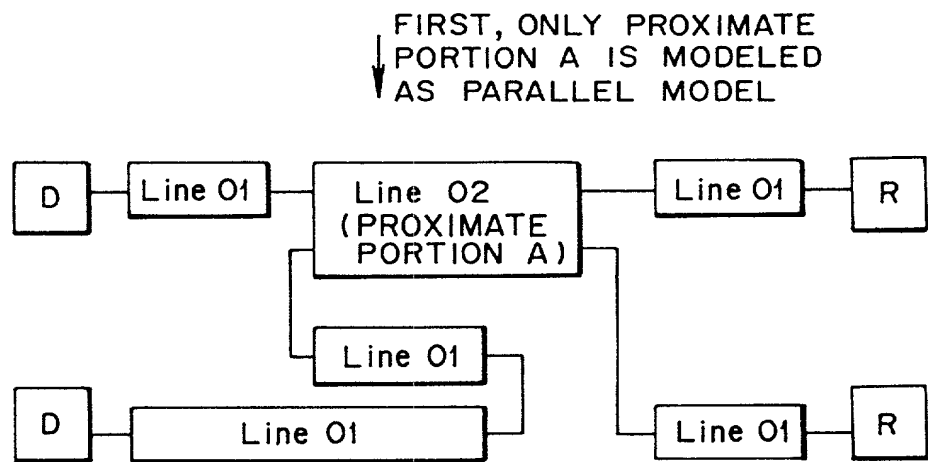 FIRST, ONLY PROXIMATE
PORTION A IS MODELED
AS PARALLEL MODEL
D
Line 01
Line 02
(PROXIMATE
PORTION A)
Line 01
R
Line 01
D
Line 01
Line 01
R